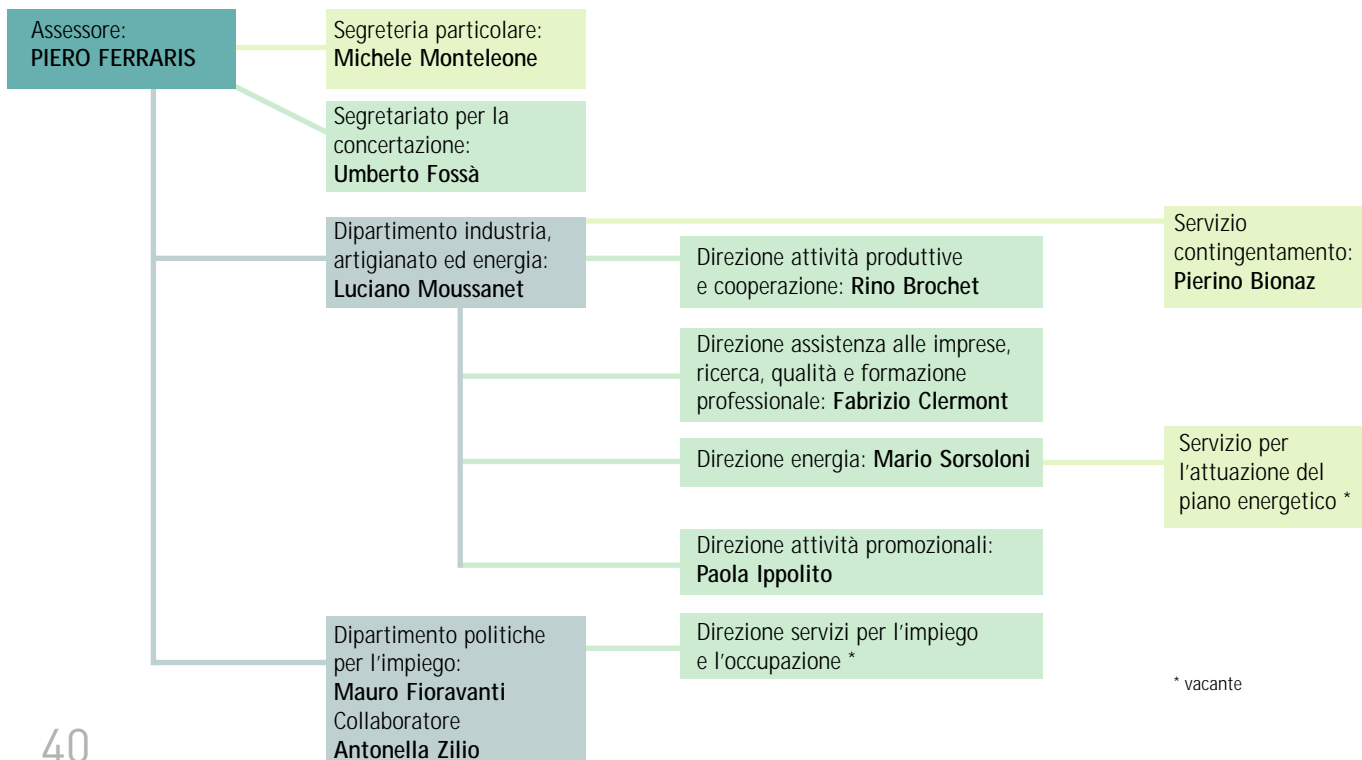 Assessore:
PIERO FERRARIS
Segreteria particolare:
Michele Monteleone
Segretariato per la
concertazione:
Umberto Fossà
Dipartimento industria,
artigianato ed energia:
Luciano Moussanet
Servizio
contingentamento:
Pierino Bionaz
Direzione attività produttive
e cooperazione: Rino Brochet
Direzione assistenza alle imprese,
ricerca, qualità e formazione
professionale: Fabrizio Clermont
Direzione energia: Mario Sorsoloni
Servizio per
l'attuazione del
piano energetico *
Direzione attività promozionali:
Paola Ippolito
Dipartimento politiche
per l'impiego:
Mauro Fioravanti
Collaboratore
Antonella Zilio
Direzione servizi per l'impiego
e l'occupazione *
* vacante
40